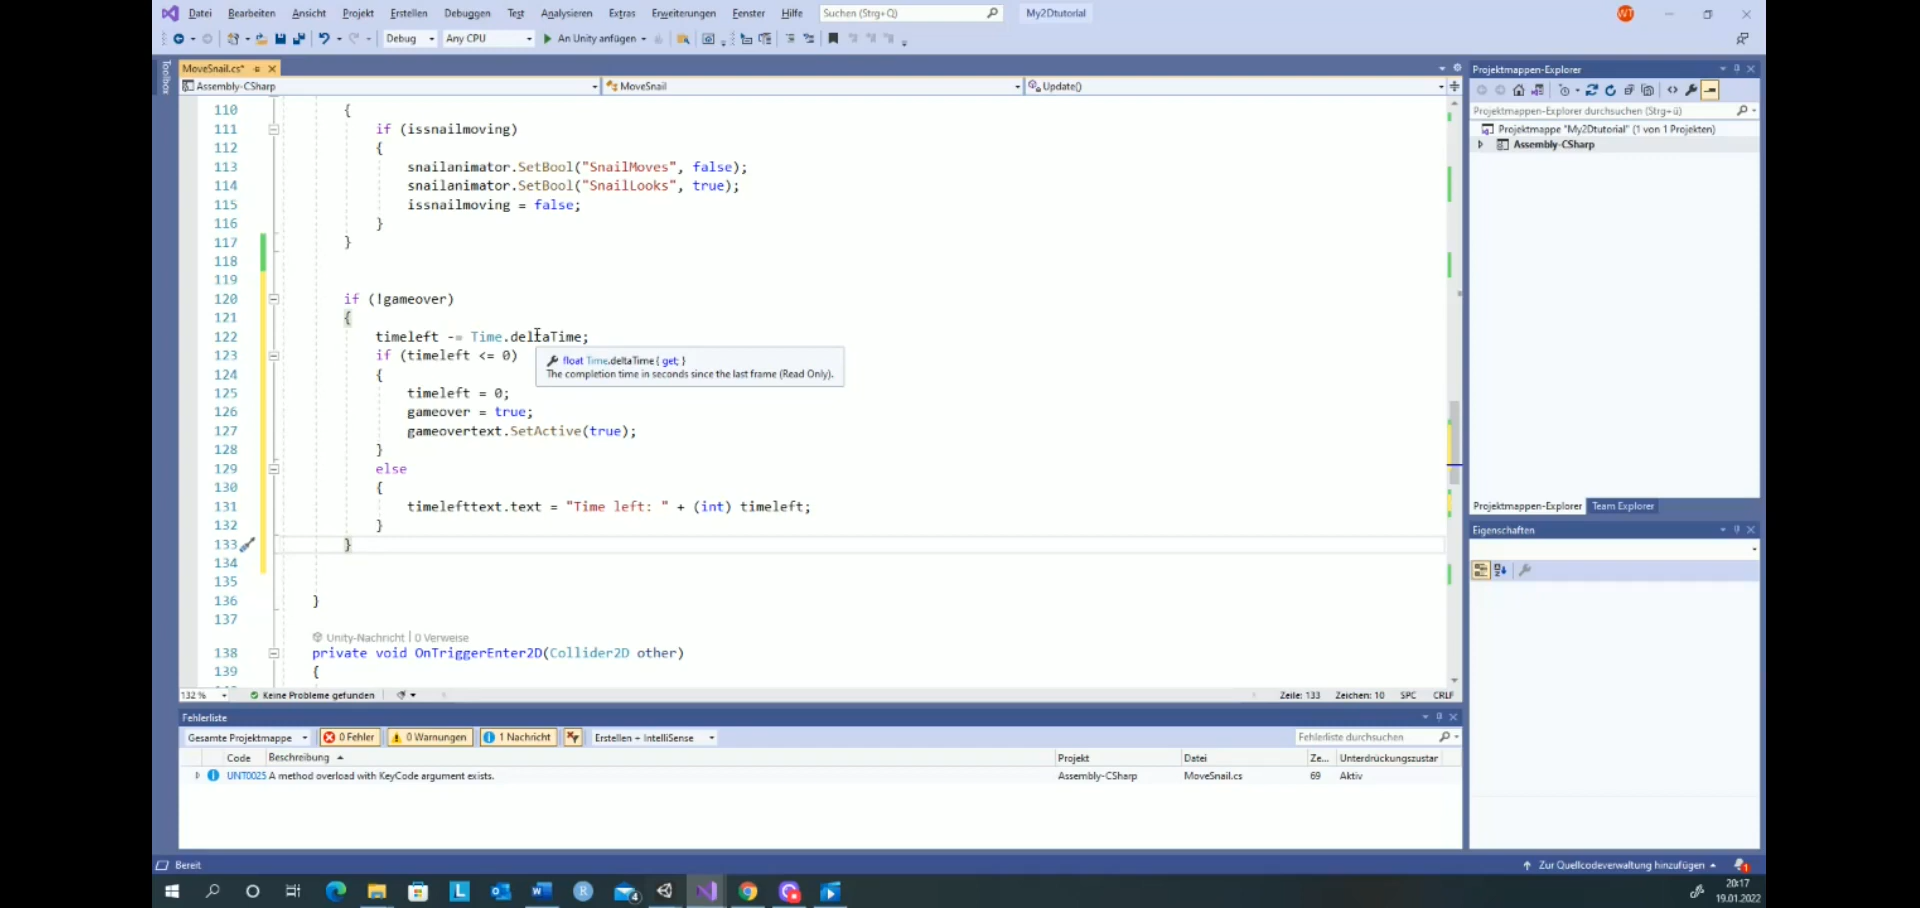 Datei Bearbeiten Ansicht Projekt Erstellen Debuggen Test Analysieren Extras Erweiterungen Fenster Hilfe Suchen (Strg+Q) My2Dtutorial WT
Debug Any CPU An Unity anfügen
Toolbox
MoveSnail.cs*
Assembly-CSharp MoveSnail Update()
110 {
111 if (issnailmoving)
112 {
113 snailanimator.SetBool("SnailMoves", false);
114 snailanimator.SetBool("SnailLooks", true);
115 issnailmoving = false;
116 }
117 }
118
119
120 if (!gameover)
121 {
122 timeleft -= Time.deltaTime;
123 if (timeleft <= 0)
float Time.deltaTime { get; }
The completion time in seconds since the last frame (Read Only).
124 {
125 timeleft = 0;
126 gameover = true;
127 gameovertext.SetActive(true);
128 }
129 else
130 {
131 timelefttext.text = "Time left: " + (int) timeleft;
132 }
133 }
134
135
136 }
137
Unity-Nachricht | 0 Verweise
138 private void OnTriggerEnter2D(Collider2D other)
139 {
132 % Keine Probleme gefunden Zeile: 133 Zeichen: 10 SPC CRLF
Projektmappen-Explorer
Projektmappen-Explorer durchsuchen (Strg+ü)
Projektmappe "My2Dtutorial" (1 von 1 Projekten)
Assembly-CSharp
Projektmappen-Explorer Team Explorer
Eigenschaften
Fehlerliste
Gesamte Projektmappe 0 Fehler 0 Warnungen 1 Nachricht Erstellen + IntelliSense Fehlerliste durchsuchen
Code Beschreibung Projekt Datei Ze... Unterdrückungszustar
UNT0025 A method overload with KeyCode argument exists. Assembly-CSharp MoveSnail.cs 69 Aktiv
Bereit Zur Quellcodeverwaltung hinzufügen 1
L R 4
20:17
19.01.2022